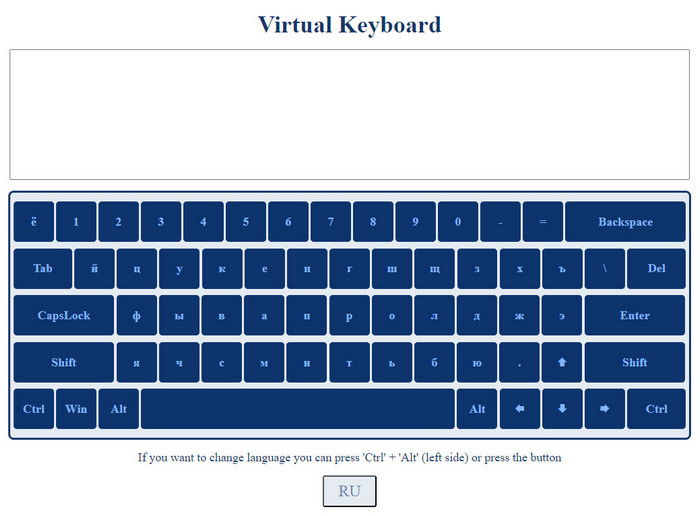 Virtual Keyboard
ё 1 2 3 4 5 6 7 8 9 0 - = Backspace
Tab й ц у к е н г ш щ з х ъ \ Del
CapsLock ф ы в а п р о л д ж э Enter
Shift я ч с м и т ь б ю . 🡅 Shift
Ctrl Win Alt Alt 🡄 🡇 🡆 Ctrl
If you want to change language you can press 'Ctrl' + 'Alt' (left side) or press the button
RU